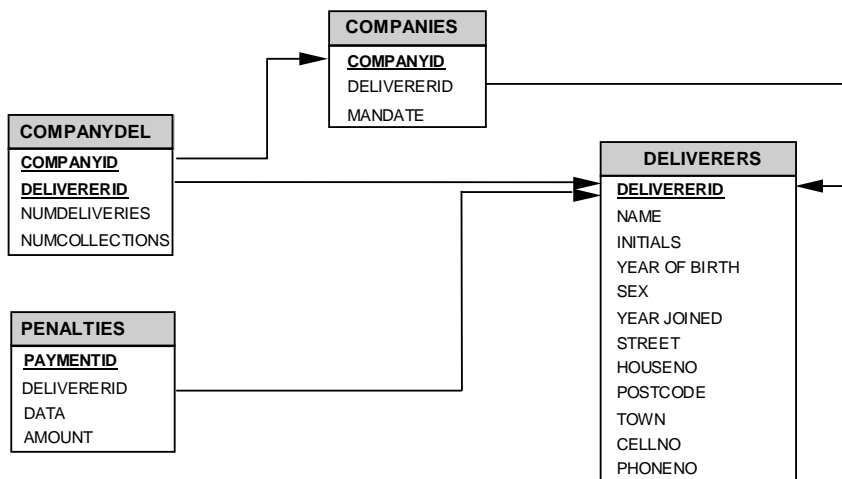 COMPANIES
COMPANYID
DELIVERERID
MANDATE
COMPANYDEL
COMPANYID
DELIVERERID
NUMDELIVERIES
NUMCOLLECTIONS
DELIVERERS
DELIVERERID
NAME
INITIALS
YEAR OF BIRTH
SEX
YEAR JOINED
STREET
HOUSENO
POSTCODE
TOWN
CELLNO
PHONENO
PENALTIES
PAYMENTID
DELIVERERID
DATA
AMOUNT